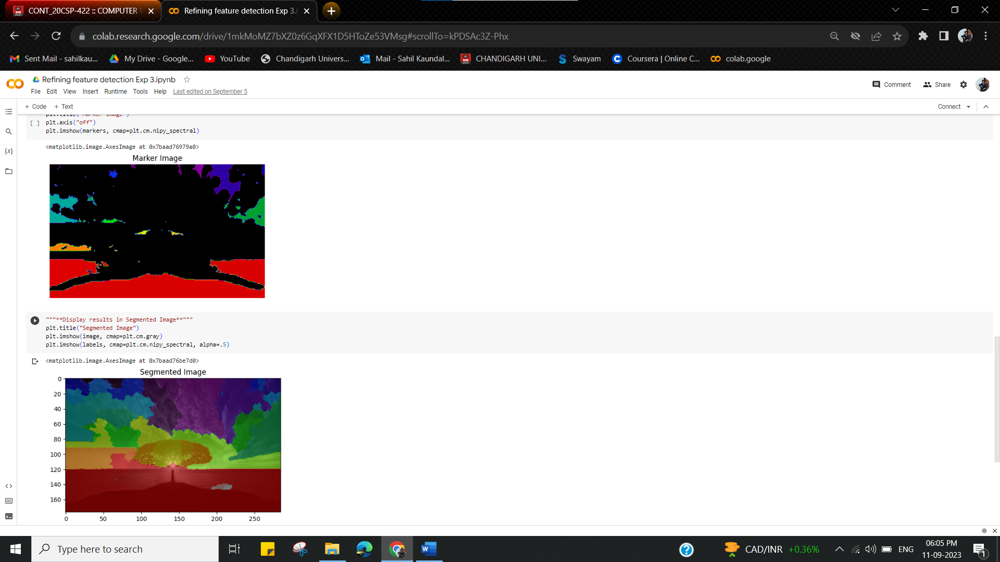 CONT_20CSP-422 :: COMPUTER
Refining feature detection Exp 3.i
colab.research.google.com/drive/1mkMoMZ7bXZ0z6GqXFX1D5HToZe53VMsg#scrollTo=kPDSAc3Z-Phx
Sent Mail - sahilkau... My Drive - Google... YouTube Chandigarh Univers... Mail - Sahil Kaundal... CHANDIGARH UNI... Swayam Coursera | Online C... colab.google
Refining feature detection Exp 3.ipynb
Comment Share
File Edit View Insert Runtime Tools Help Last edited on September 5
+ Code + Text Connect
plt.title("Marker Image")
[ ] plt.axis("off")
plt.imshow(markers, cmap=plt.cm.nipy_spectral)
<matplotlib.image.AxesImage at 0x7baad76979a0>
Marker Image
"""**Display results in Segmented Image**"""
plt.title("Segmented Image")
plt.imshow(image, cmap=plt.cm.gray)
plt.imshow(labels, cmap=plt.cm.nipy_spectral, alpha=.5)
<matplotlib.image.AxesImage at 0x7baad76be7d0>
Segmented Image
0
20
40
60
80
100
120
140
160
0 50 100 150 200 250
Type here to search
W
CAD/INR +0.36%
ENG
06:05 PM
11-09-2023
1